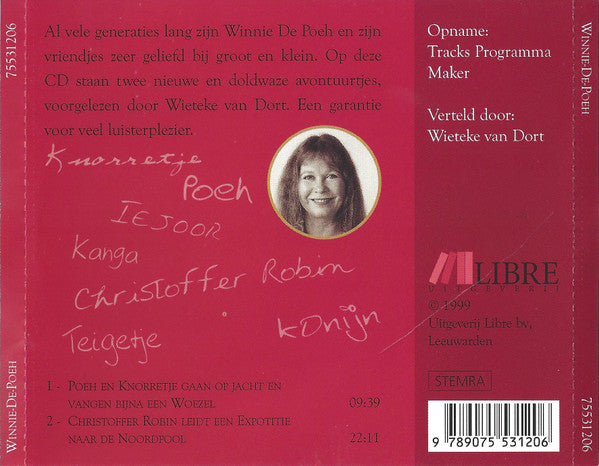 75531206
WINNIE-DE-POEH
Al vele generaties lang zijn Winnie De Poeh en zijn
vriendjes zeer geliefd bij groot en klein. Op deze
CD staan twee nieuwe en doldwaze avontuurtjes,
voorgelezen door Wieteke van Dort. Een garantie
voor veel luisterplezier.
Knorretje
Poeh
IEJOOR
Kanga
Christoffer Robin
Teigetje
KOnijn
1 - POEH EN KNORRETJE GAAN OP JACHT EN
VANGEN BIJNA EEN WOEZEL 09:39
2 - CHRISTOFFER ROBIN LEIDT EEN EXPOTITIE
NAAR DE NOORDPOOL 22:11
Opname:
Tracks Programma
Maker
Verteld door:
Wieteke van Dort
LIBRE
UITGEVERIJ
© 1999
Uitgeverij Libre bv,
Leeuwarden
STEMRA
9 789075 531206
WINNIE-DE-POEH
75531206